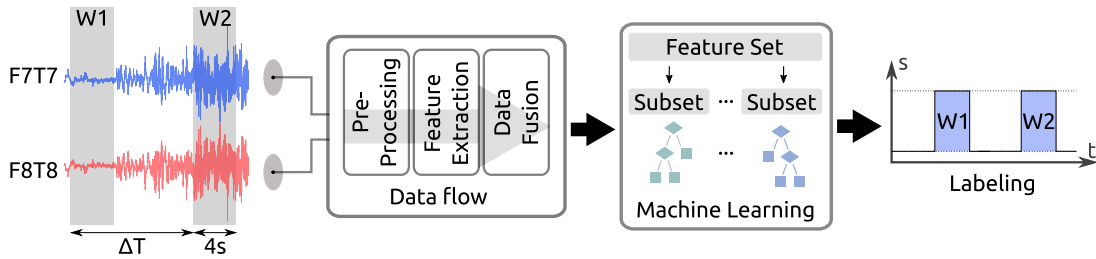 W1
W2
F7T7
F8T8
ΔT
4s
Pre-
Processing
Feature
Extraction
Data
Fusion
Data flow
Feature Set
Subset
...
Subset
...
Machine Learning
s
W1
W2
t
Labeling